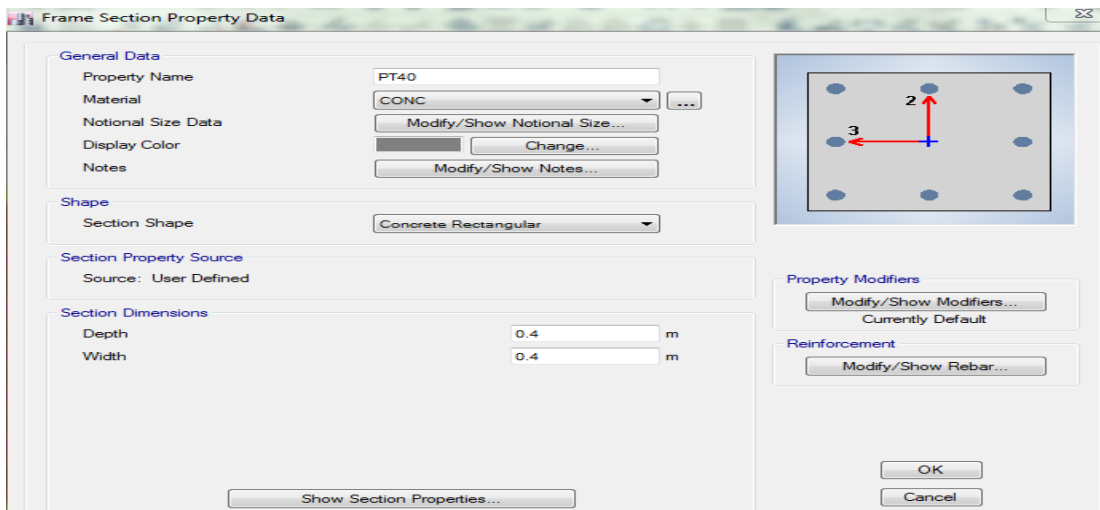 Frame Section Property Data
General Data
Property Name PT40
Material CONC ...
Notional Size Data Modify/Show Notional Size...
Display Color Change...
Notes Modify/Show Notes...
Shape
Section Shape Concrete Rectangular
Section Property Source
Source: User Defined
Section Dimensions
Depth 0.4 m
Width 0.4 m
Show Section Properties...
2
3
Property Modifiers
Modify/Show Modifiers...
Currently Default
Reinforcement
Modify/Show Rebar...
OK
Cancel